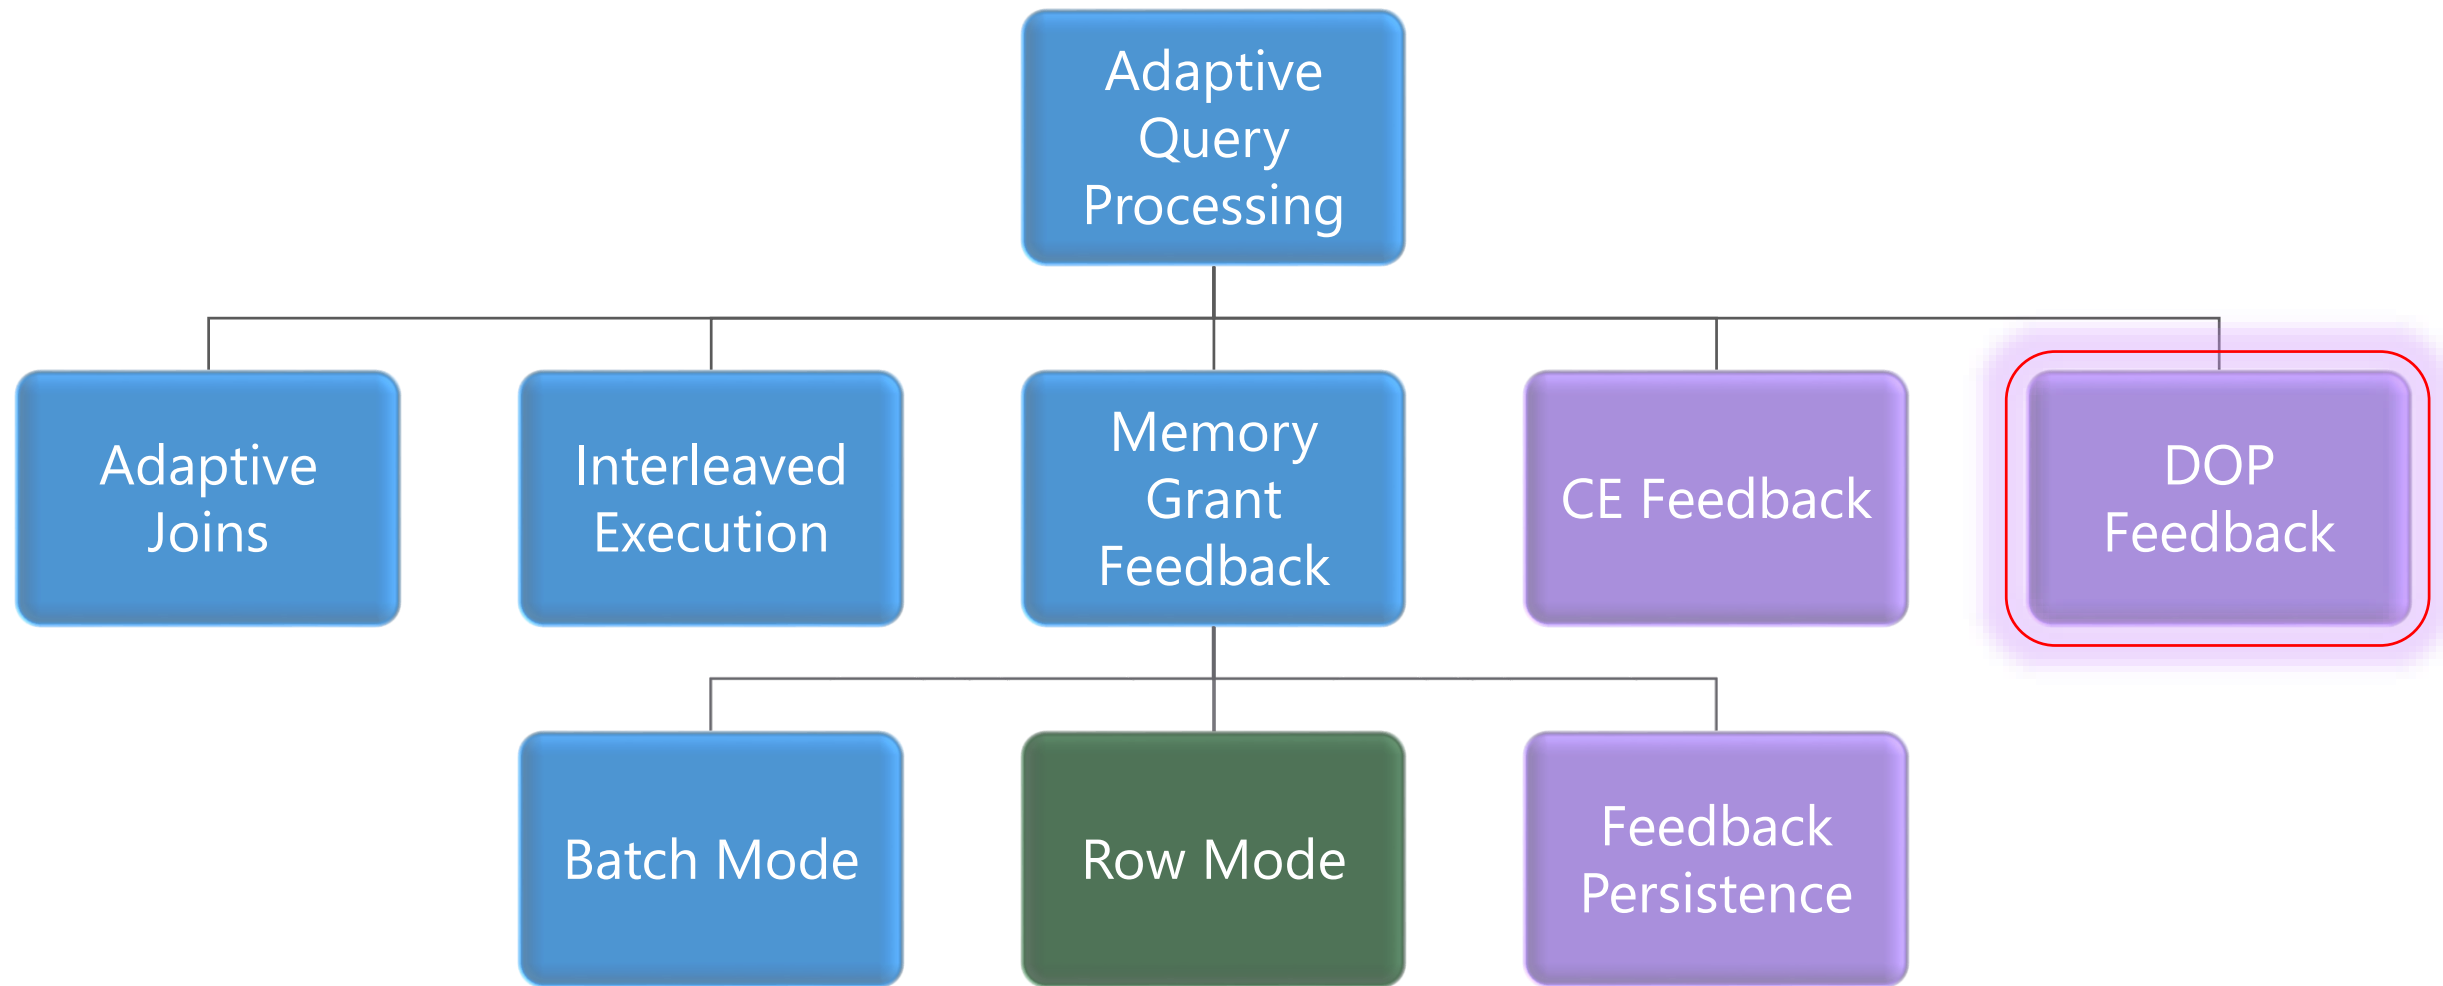 Adaptive
Query
Processing
Adaptive
Joins
Interleaved
Execution
Memory
Grant
Feedback
CE Feedback
DOP
Feedback
Batch Mode
Row Mode
Feedback
Persistence